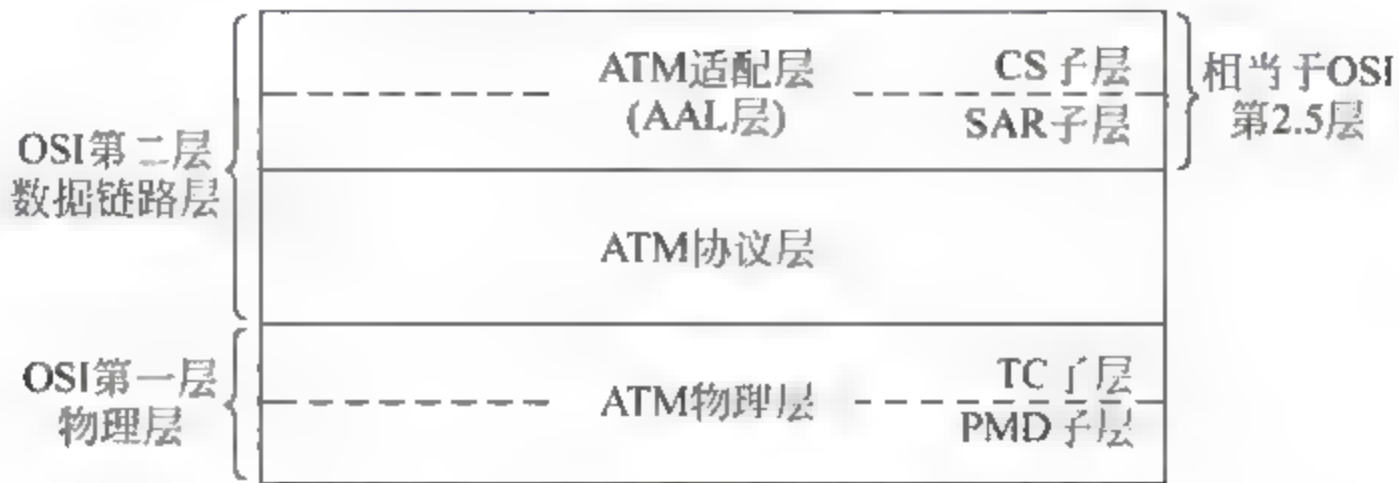 ATM适配层
(AAL层)
CS子层
SAR子层
相当于OSI
第2.5层
OSI第二层
数据链路层
ATM协议层
OSI第一层
物理层
ATM物理层
TC子层
PMD子层